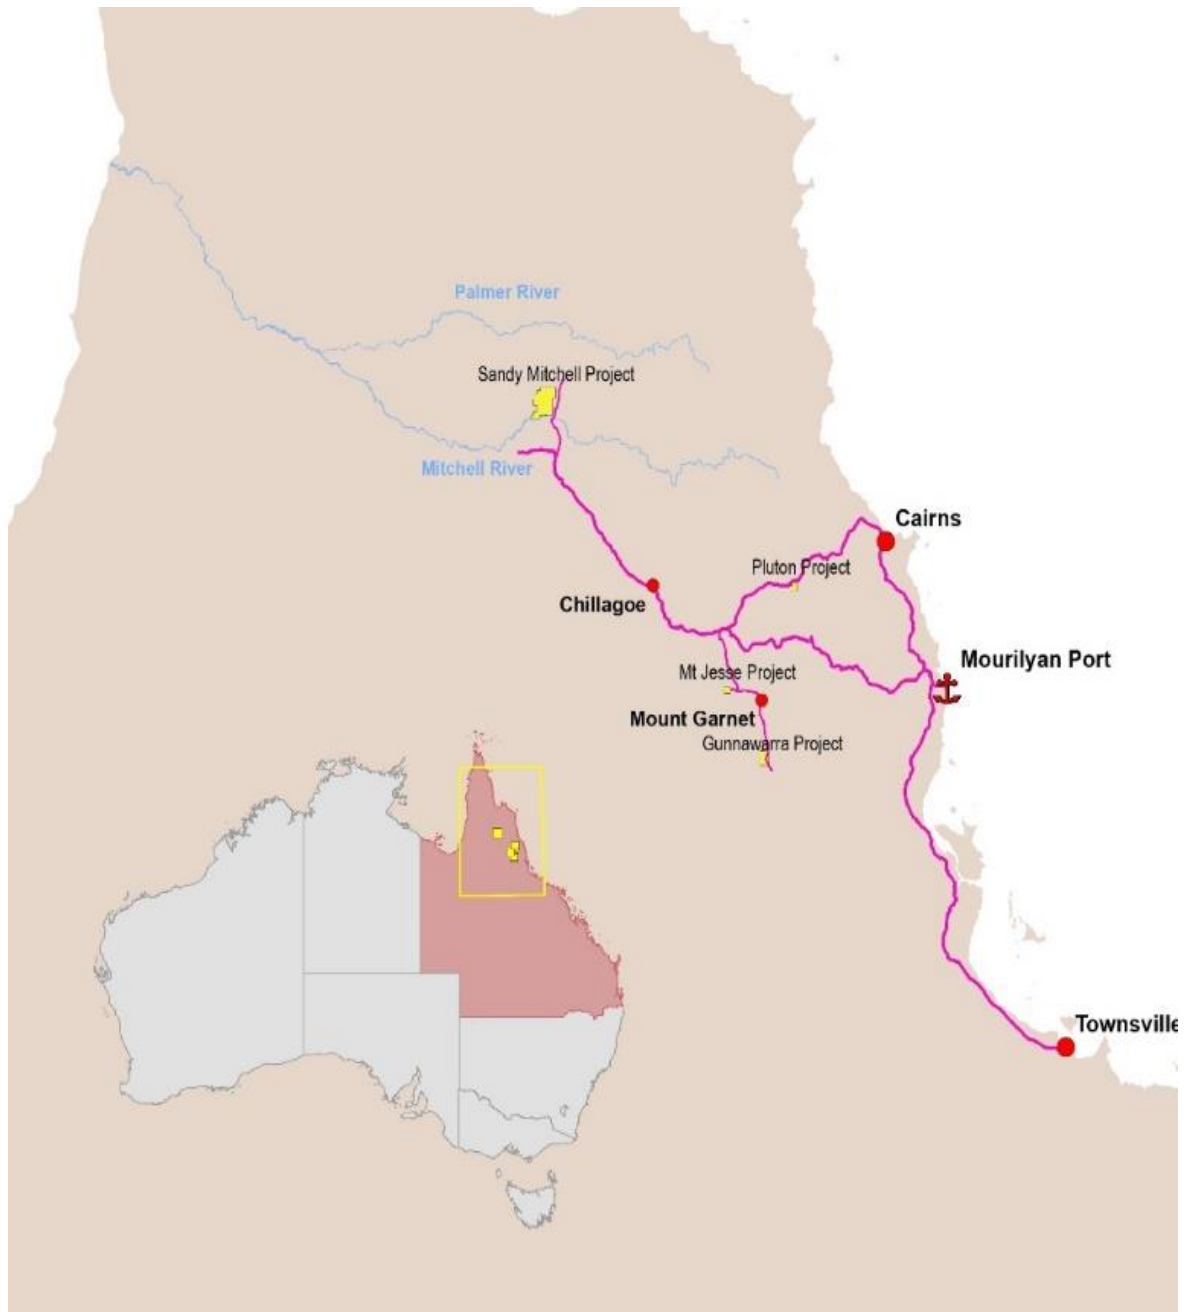 Palmer River
Sandy Mitchell Project
Mitchell River
Cairns
Pluton Project
Chillagoe
Mourilyan Port
Mt Jesse Project
Mount Garnet
Gunnawarra Project
Townsville